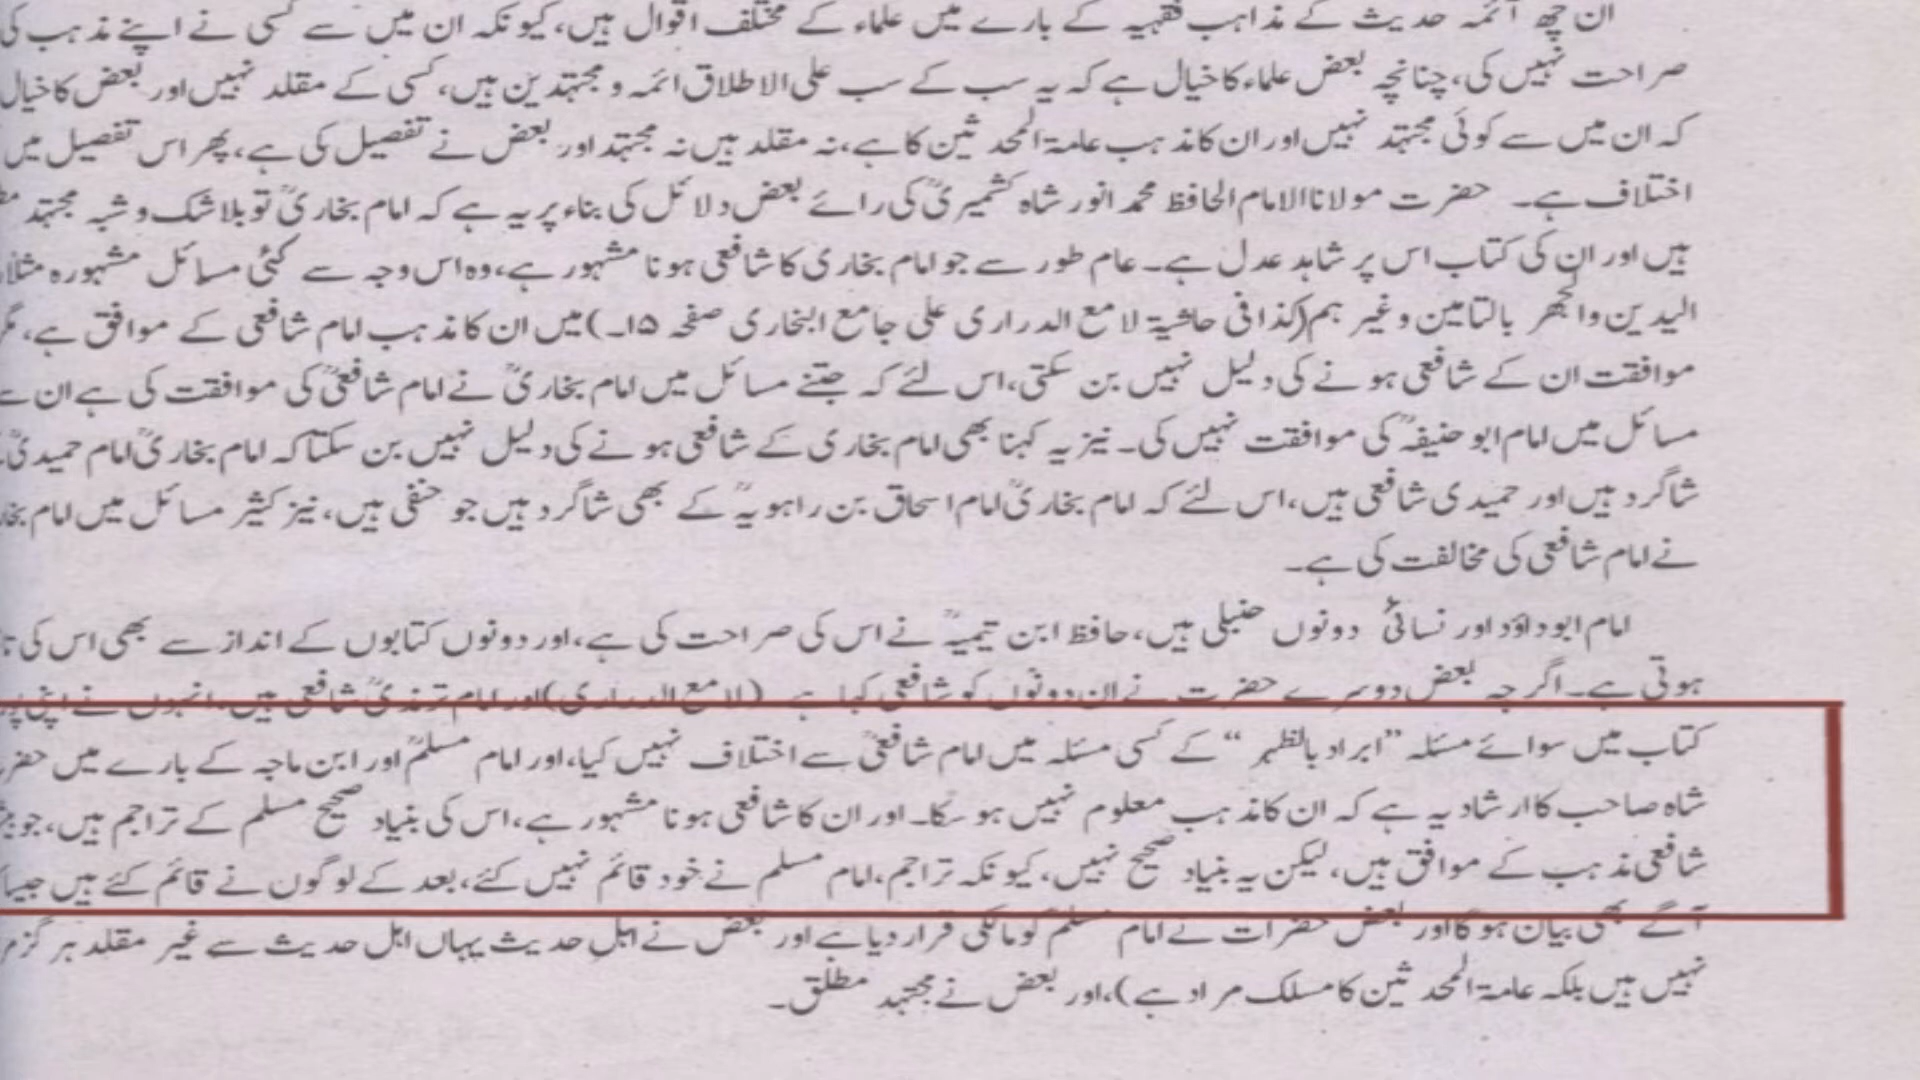 ان چھ آئمہ حدیث کے مذاہب فقہیہ کے بارے میں علماء کے مختلف اقوال ہیں، کیونکہ ان میں سے کسی نے اپنے مذہب کی
صراحت نہیں کی، چنانچہ بعض علماء کا خیال ہے کہ یہ سب کے سب علی الاطلاق ائمہ و مجتہدین ہیں، کسی کے مقلد نہیں اور بعض کا خیال
کہ ان میں سے کوئی مجتہد نہیں اور ان کا مذہب عامۃ المحدثین کا ہے، نہ مقلد ہیں نہ مجتہد اور بعض نے تفصیل کی ہے، پھر اس تفصیل میں
اختلاف ہے۔ حضرت مولانا الامام الحافظ محمد انور شاہ کشمیریؒ کی رائے بعض دلائل کی بناء پر یہ ہے کہ امام بخاریؒ تو بلاشک و شبہ مجتہد
ہیں اور ان کی کتاب اس پر شاہد عدل ہے۔ عام طور سے جو امام بخاری کا شافعی ہونا مشہور ہے، وہ اس وجہ سے کئی مسائل مشہورہ مثلاً
الیدین والجھر بالتامین وغیر ہم (کذا فی حاشیۃ لامع الدراری علی جامع البخاری صفحہ ۱۵۔) میں ان کا مذہب امام شافعی کے موافق ہے،
موافقت ان کے شافعی ہونے کی دلیل نہیں بن سکتی، اس لئے کہ جتنے مسائل میں امام بخاریؒ نے امام شافعیؒ کی موافقت کی ہے ان سے
مسائل میں امام ابو حنیفہؒ کی موافقت نہیں کی۔ نیز یہ کہنا بھی امام بخاری کے شافعی ہونے کی دلیل نہیں بن سکتا کہ امام بخاریؒ امام حمیدیؒ
شاگرد ہیں اور حمیدی شافعی ہیں، اس لئے کہ امام بخاریؒ امام اسحاق بن راہویہؒ کے بھی شاگرد ہیں جو حنفی ہیں، نیز کثیر مسائل میں امام
نے امام شافعی کی مخالفت کی ہے۔
امام ابو داؤد اور نسائیؒ دونوں حنبلی ہیں، حافظ ابن تیمیہؒ نے اس کی صراحت کی ہے، اور دونوں کتابوں کے انداز سے بھی اس کی
ہوتی ہے۔ اگرچہ بعض دوسرے حضرت نے ان دونوں کو شافعی کہا ہے (لامع الدراری) اور امام ترمذیؒ شافعی ہیں، انہوں نے اپنی
کتاب میں سوائے مسئلہ "ابراد بالظہر" کے کسی مسئلہ میں امام شافعیؒ سے اختلاف نہیں کیا، اور امام مسلمؒ اور ابن ماجہ کے بارے میں
شاہ صاحب کا ارشاد یہ ہے کہ ان کا مذہب معلوم نہیں ہو سکا۔ اور ان کا شافعی ہونا مشہور ہے، اس کی بنیاد صحیح مسلم کے تراجم ہیں، جو
شافعی مذہب کے موافق ہیں، لیکن یہ بنیاد صحیح نہیں، کیونکہ تراجم، امام مسلم نے خود قائم نہیں کئے، بعد کے لوگوں نے قائم کئے ہیں جیسا
آگے بھی بیان ہوگا اور بعض حضرات نے امام مسلمؒ کو مالکی قرار دیا ہے اور بعض نے اہلِ حدیث یہاں اہل حدیث سے غیر مقلد ہر گز
نہیں ہیں بلکہ عامۃ المحدثین کا مسلک مراد ہے)، اور بعض نے مجتہد مطلق۔